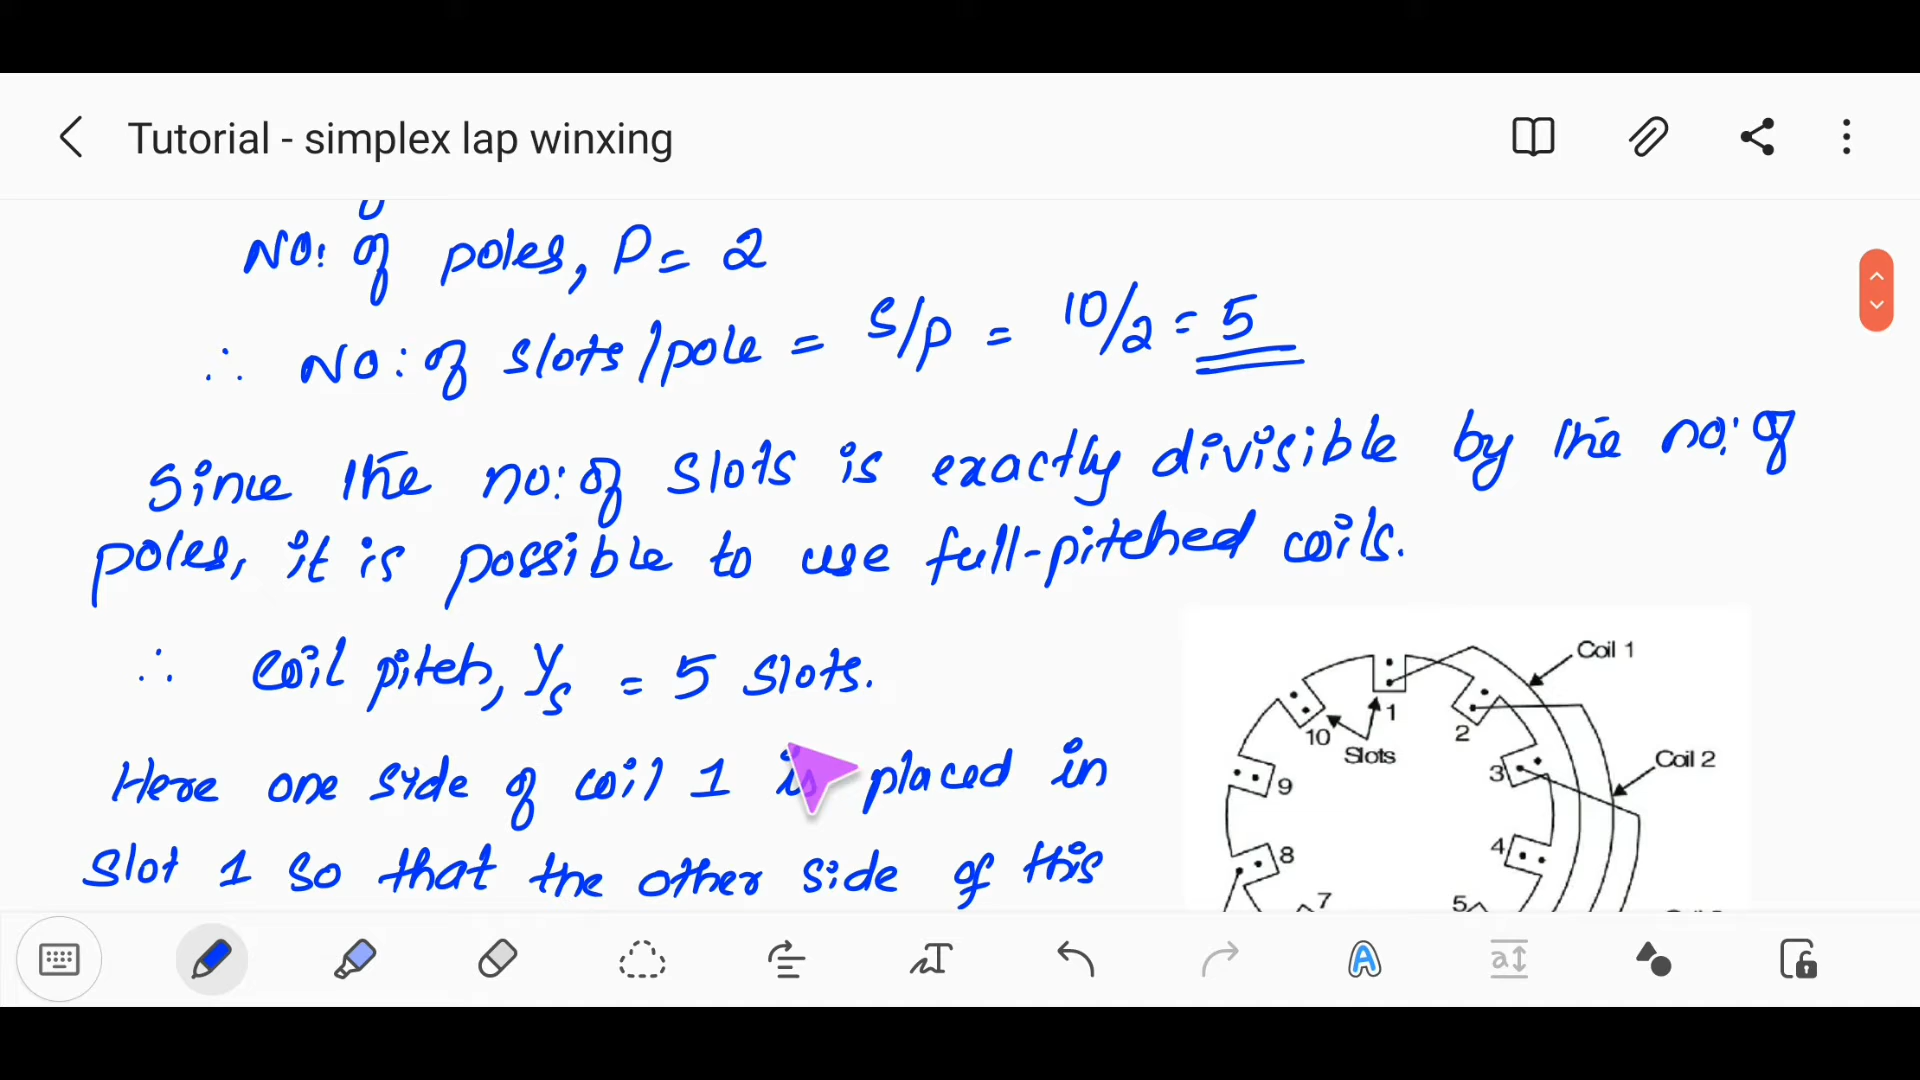 Tutorial - simplex lap winxing
No: of poles, P = 2
∴ No: of slots/pole = S/P = 10/2 = 5
Since the no: of slots is exactly divisible by the no: of
poles, it is possible to use full-pitched coils.
∴ Coil pitch, Ys = 5 slots.
Here one side of coil 1 is placed in
slot 1 so that the other side of this
Coil 1
1
2
10
Slots
Coil 2
3
9
4
8
7
5